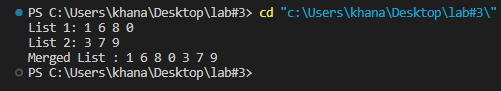 PS C:\Users\khana\Desktop\lab#3> cd "c:\Users\khana\Desktop\lab#3\"
List 1: 1 6 8 0
List 2: 3 7 9
Merged List : 1 6 8 0 3 7 9
PS C:\Users\khana\Desktop\lab#3>